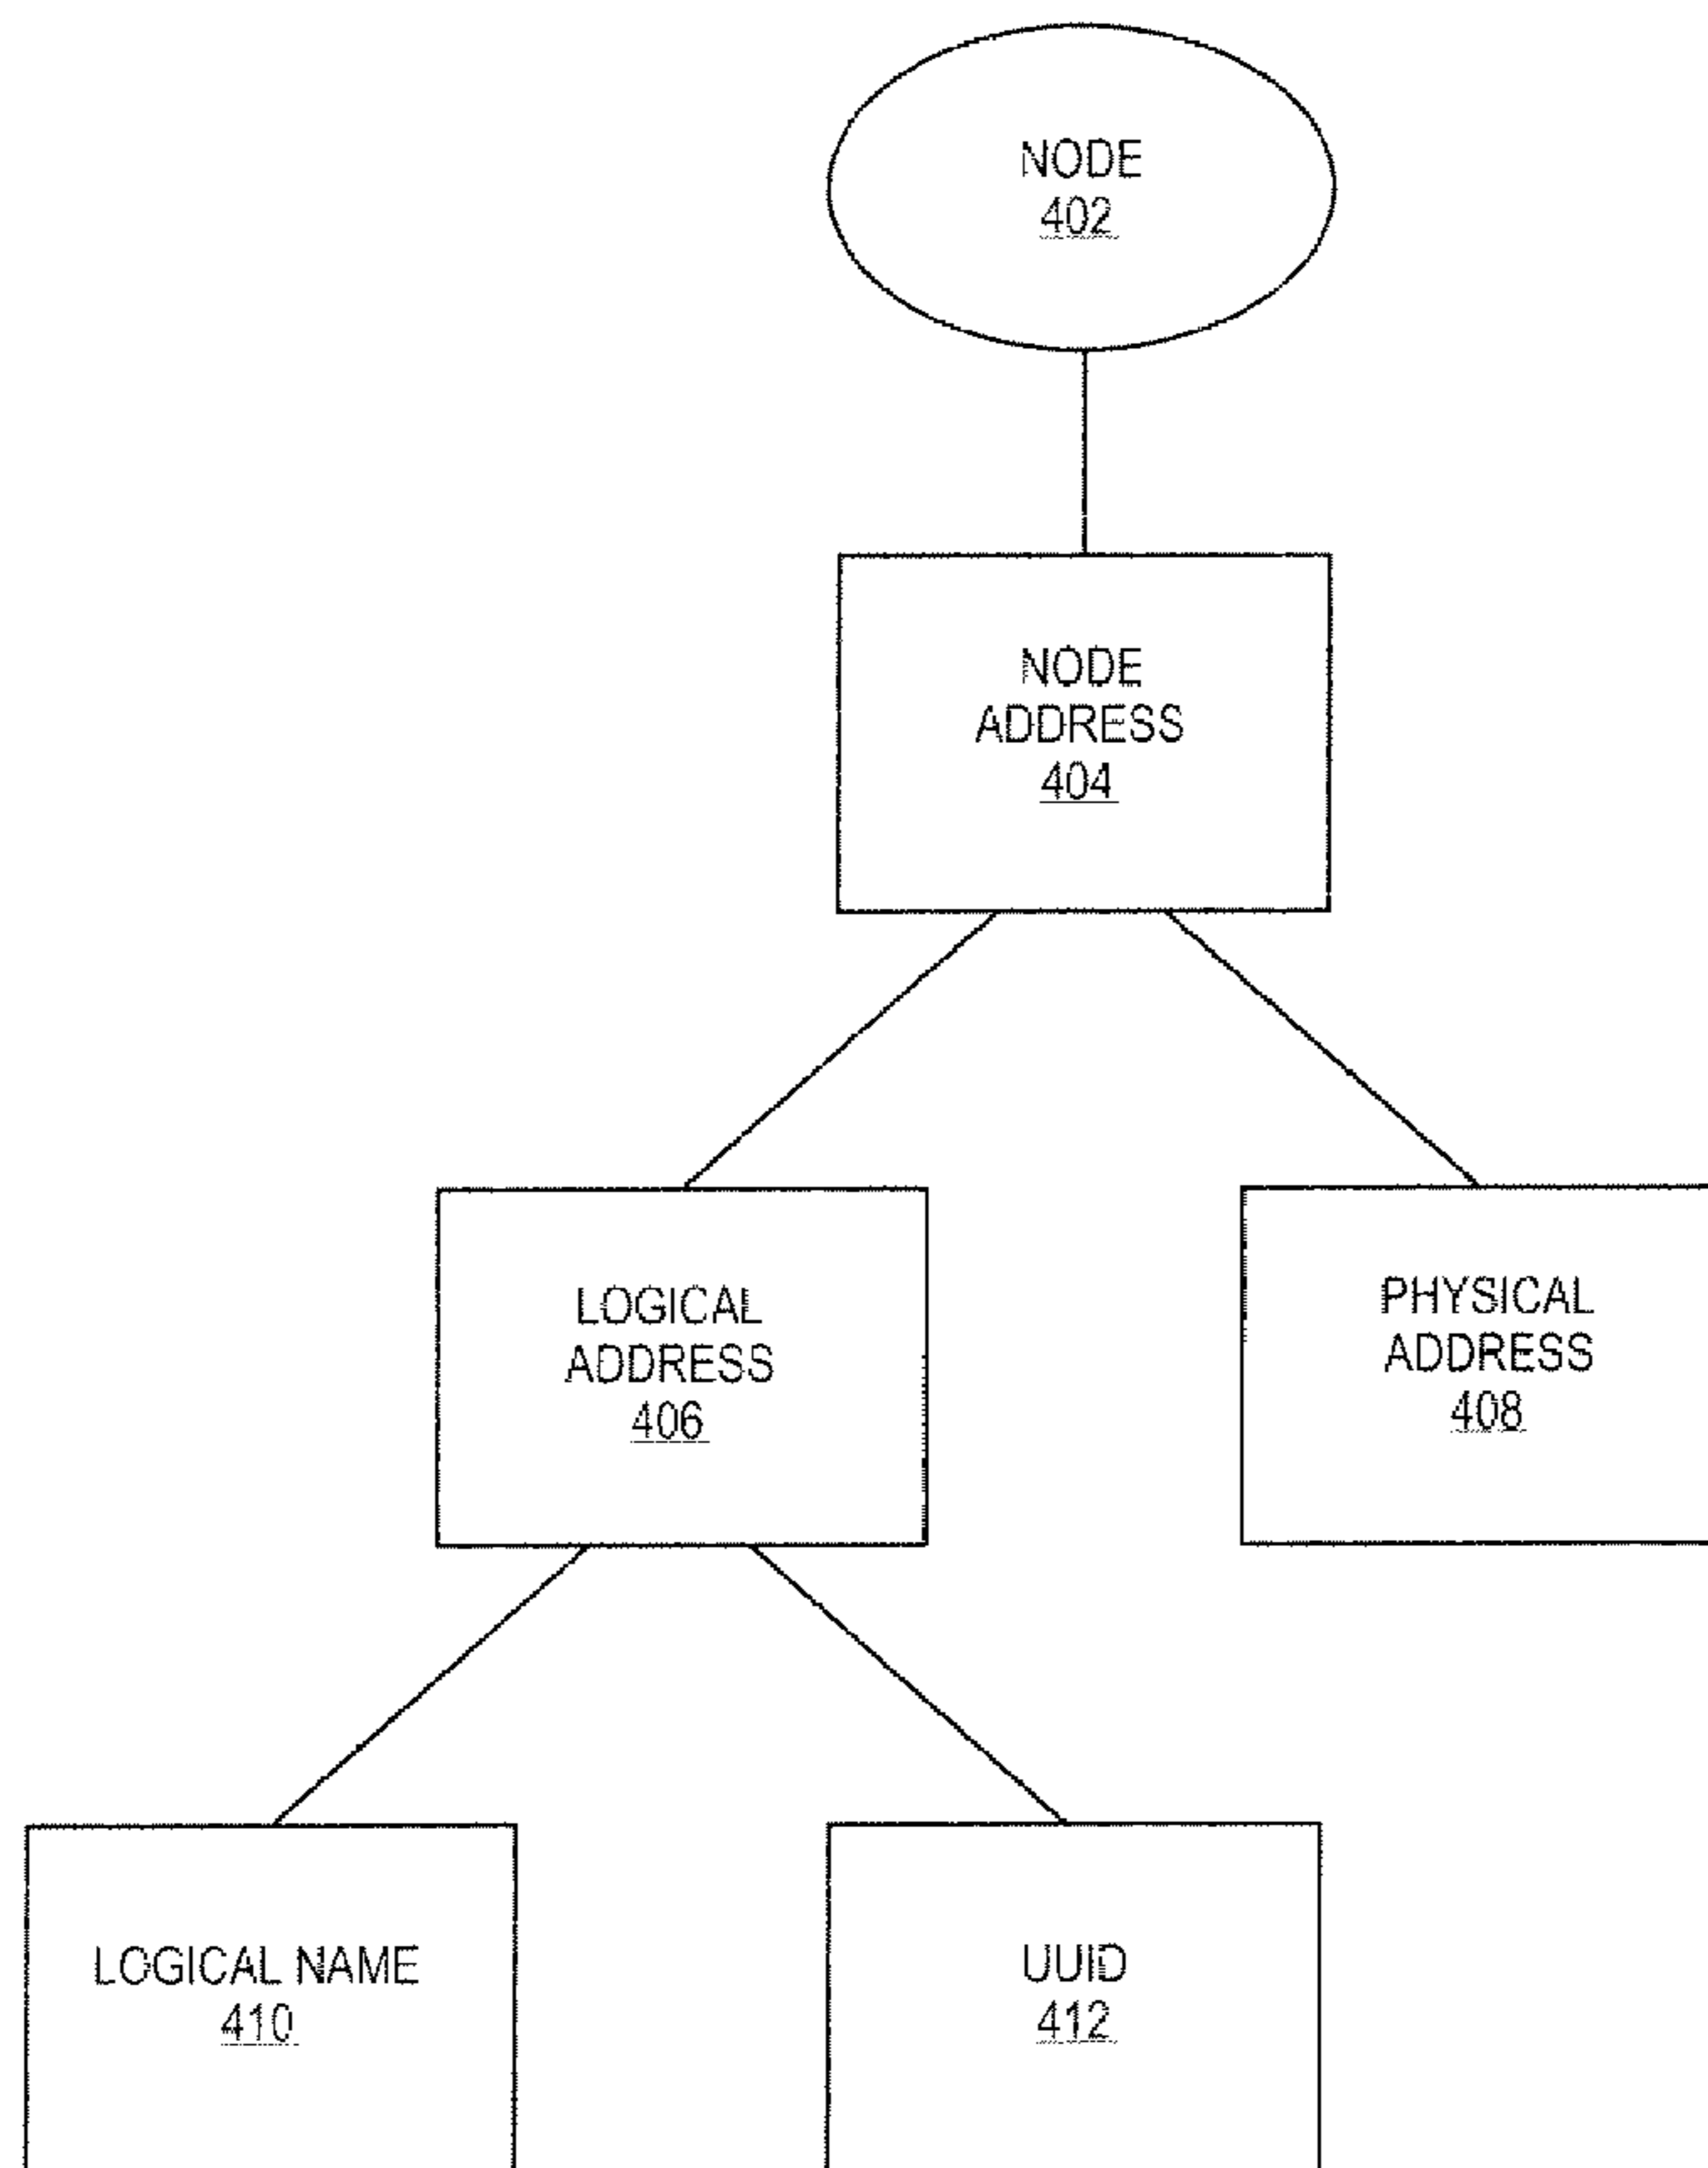 NODE
402
NODE
ADDRESS
404
LOGICAL
ADDRESS
406
PHYSICAL
ADDRESS
408
LOGICAL NAME
410
UUID
412